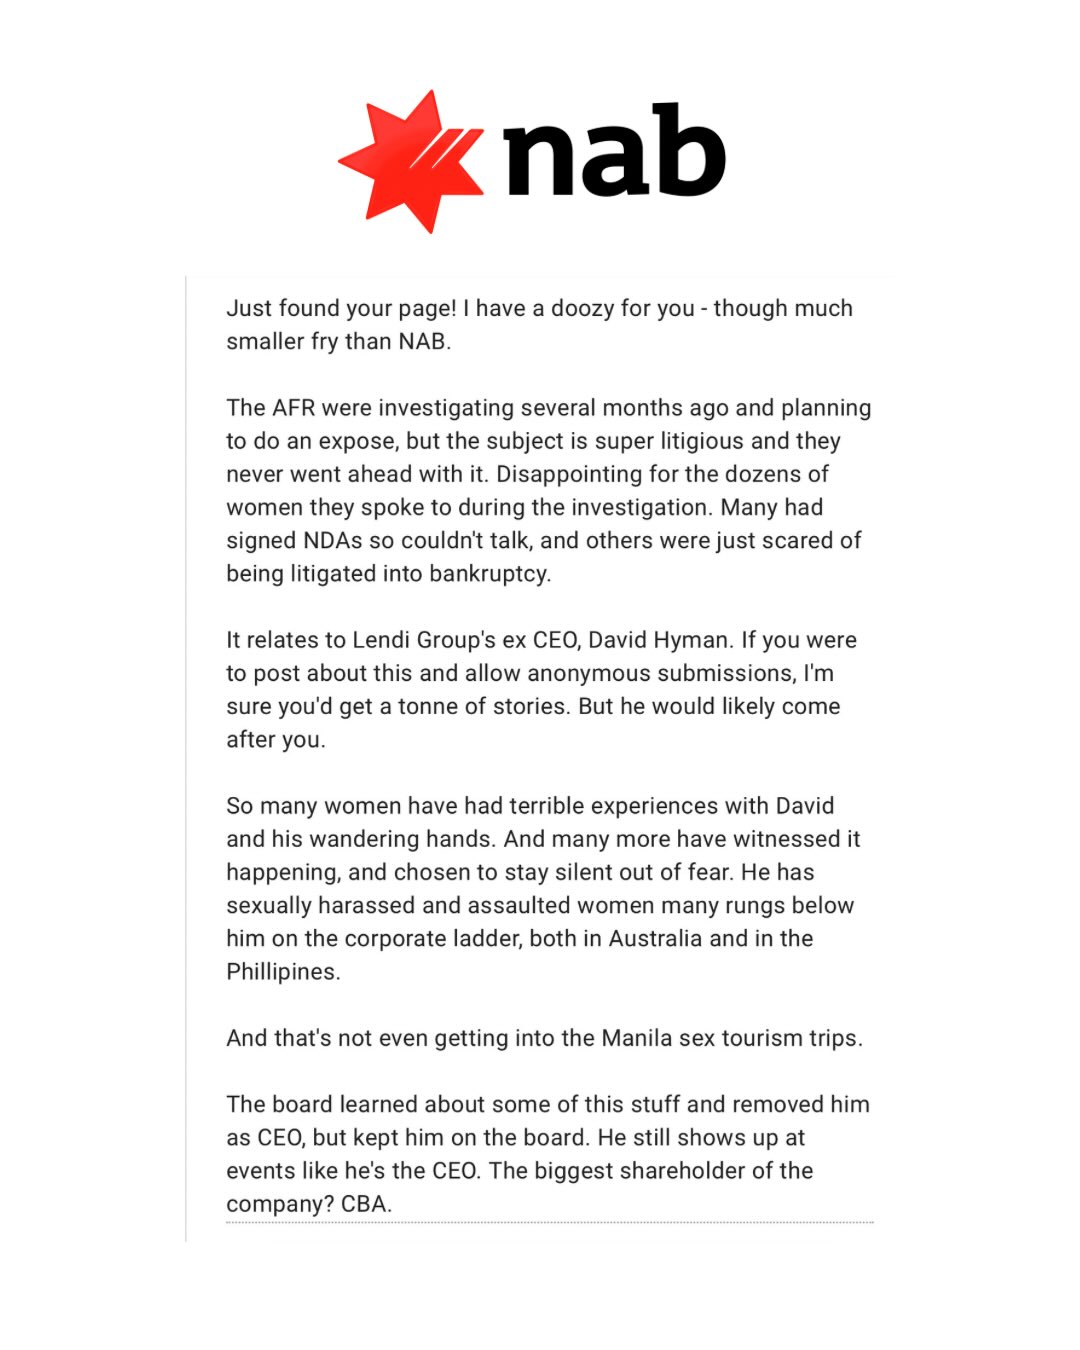 nab
Just found your page! I have a doozy for you - though much
smaller fry than NAB.
The AFR were investigating several months ago and planning
to do an expose, but the subject is super litigious and they
never went ahead with it. Disappointing for the dozens of
women they spoke to during the investigation. Many had
signed NDAs so couldn't talk, and others were just scared of
being litigated into bankruptcy.
It relates to Lendi Group's ex CEO, David Hyman. If you were
to post about this and allow anonymous submissions, I'm
sure you'd get a tonne of stories. But he would likely come
after you.
So many women have had terrible experiences with David
and his wandering hands. And many more have witnessed it
happening, and chosen to stay silent out of fear. He has
sexually harassed and assaulted women many rungs below
him on the corporate ladder, both in Australia and in the
Phillipines.
And that's not even getting into the Manila sex tourism trips.
The board learned about some of this stuff and removed him
as CEO, but kept him on the board. He still shows up at
events like he's the CEO. The biggest shareholder of the
company? CBA.